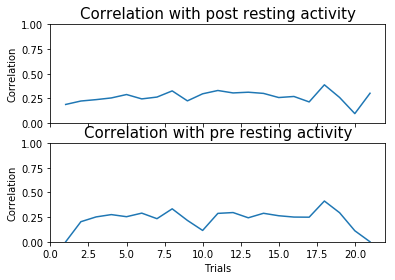 Correlation with post resting activity
1.00
0.75
0.50
0.25
0.00
Correlation
Correlation with pre resting activity
1.00
0.75
0.50
0.25
0.00
Correlation
0.0 2.5 5.0 7.5 10.0 12.5 15.0 17.5 20.0
Trials